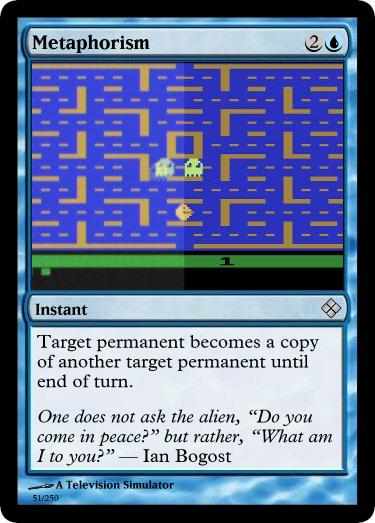 Metaphorism 2
1
Instant
Target permanent becomes a copy
of another target permanent until
end of turn.
One does not ask the alien, “Do you
come in peace?” but rather, “What am
I to you?” — Ian Bogost
A Television Simulator
51/250